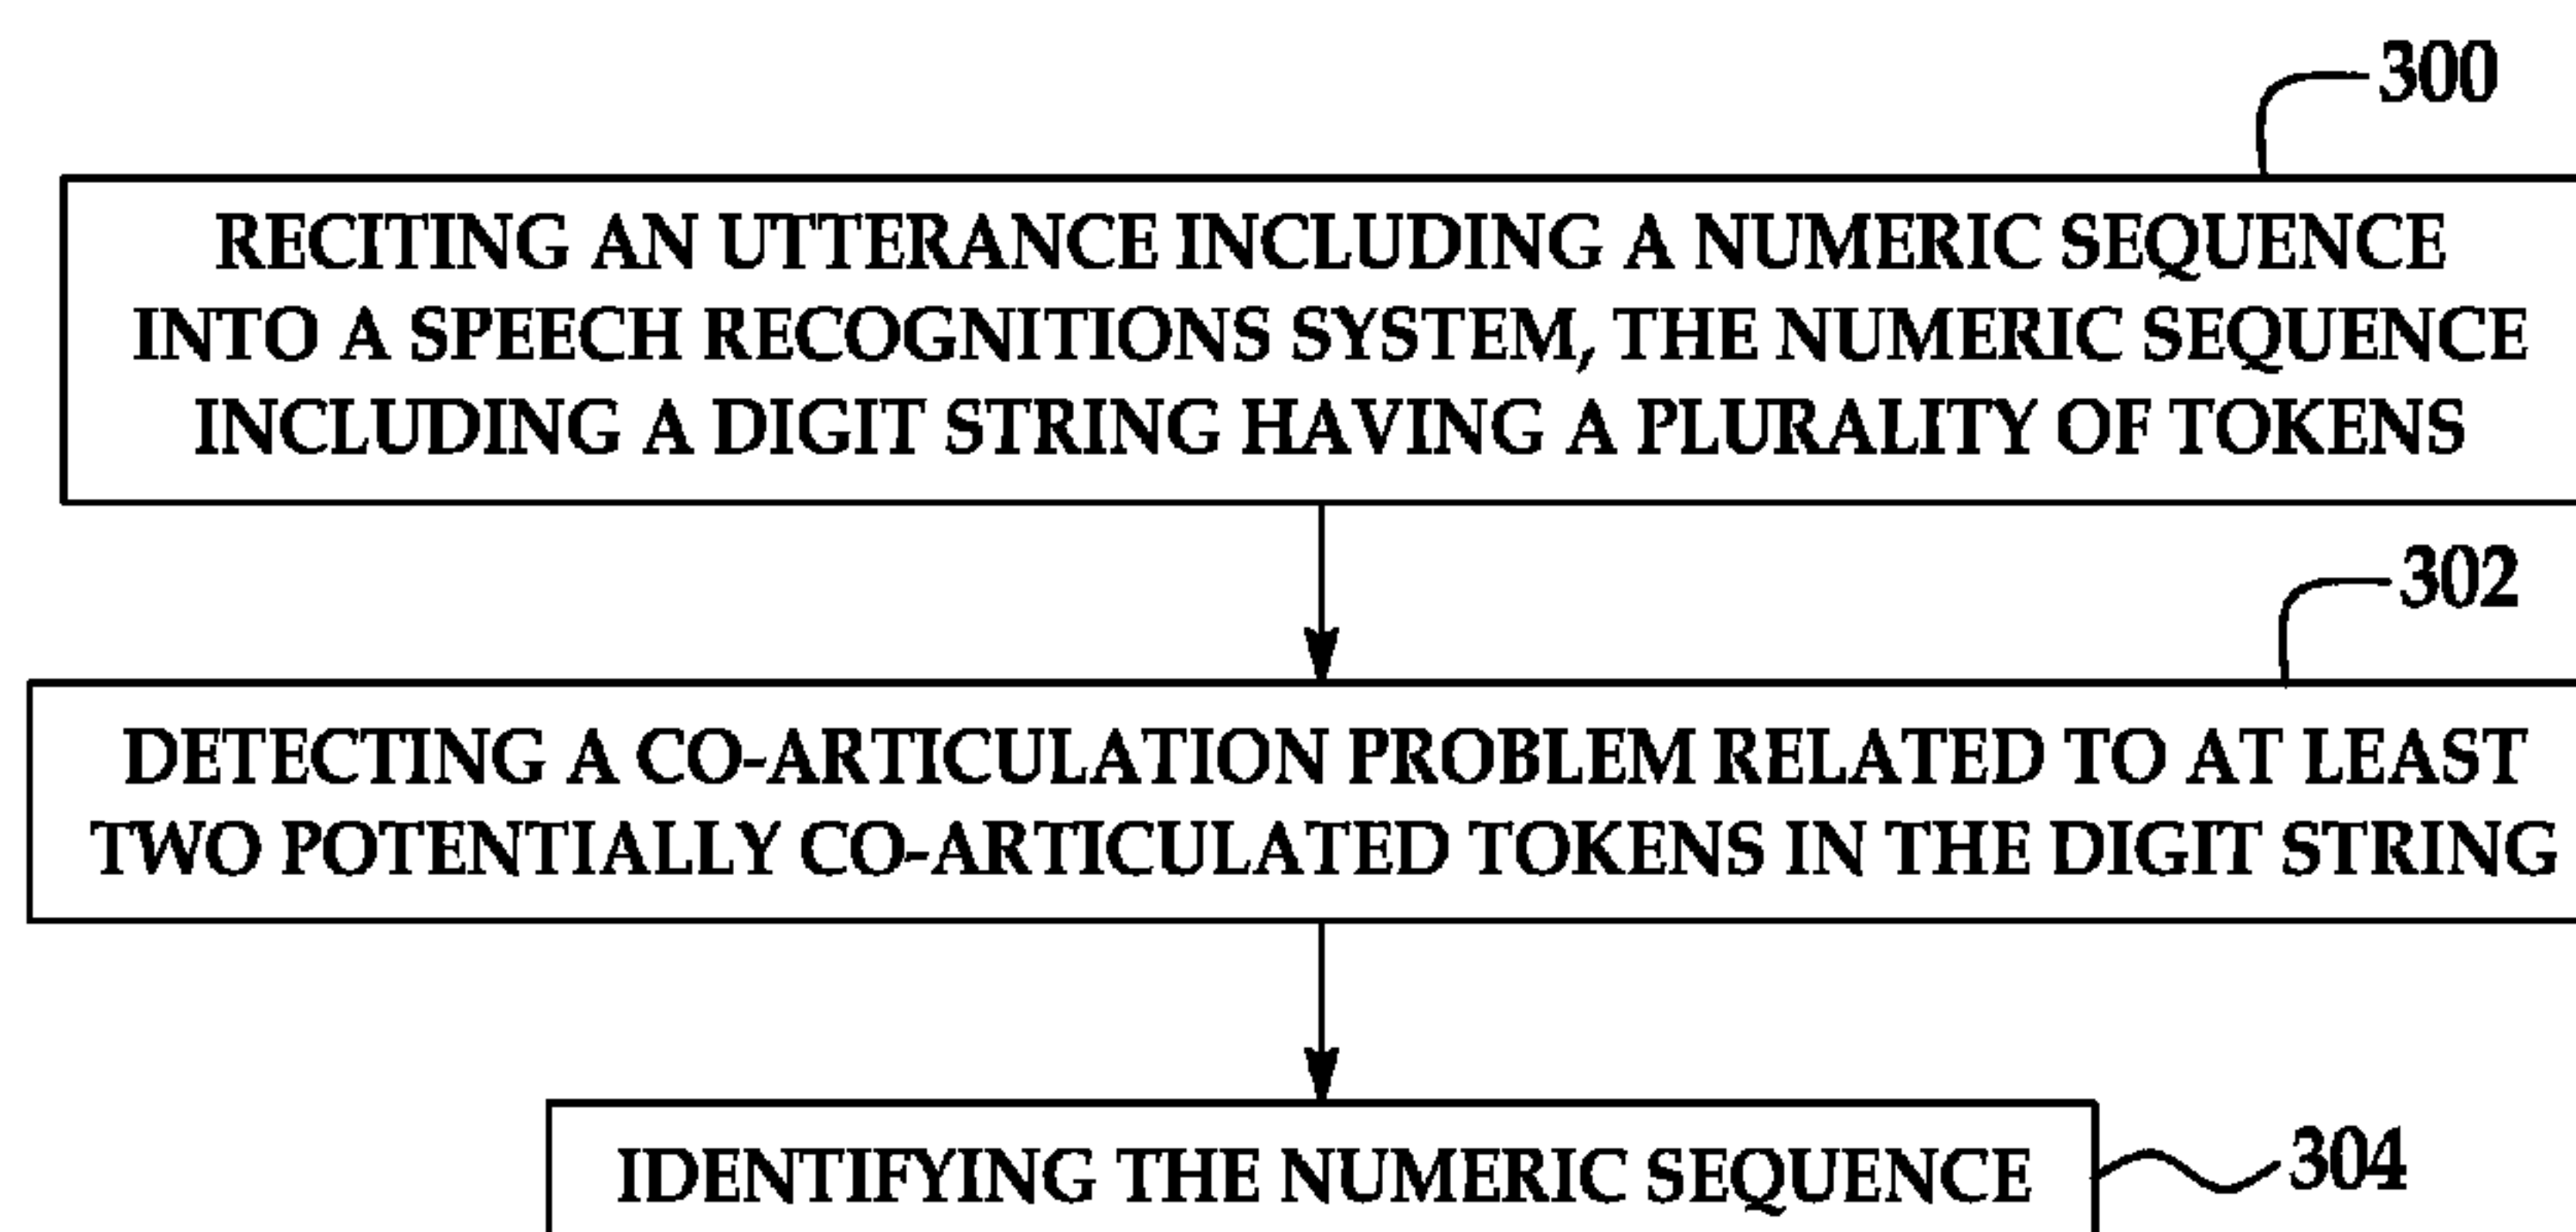 300
RECITING AN UTTERANCE INCLUDING A NUMERIC SEQUENCE
INTO A SPEECH RECOGNITIONS SYSTEM, THE NUMERIC SEQUENCE
INCLUDING A DIGIT STRING HAVING A PLURALITY OF TOKENS
302
DETECTING A CO-ARTICULATION PROBLEM RELATED TO AT LEAST
TWO POTENTIALLY CO-ARTICULATED TOKENS IN THE DIGIT STRING
IDENTIFYING THE NUMERIC SEQUENCE
304